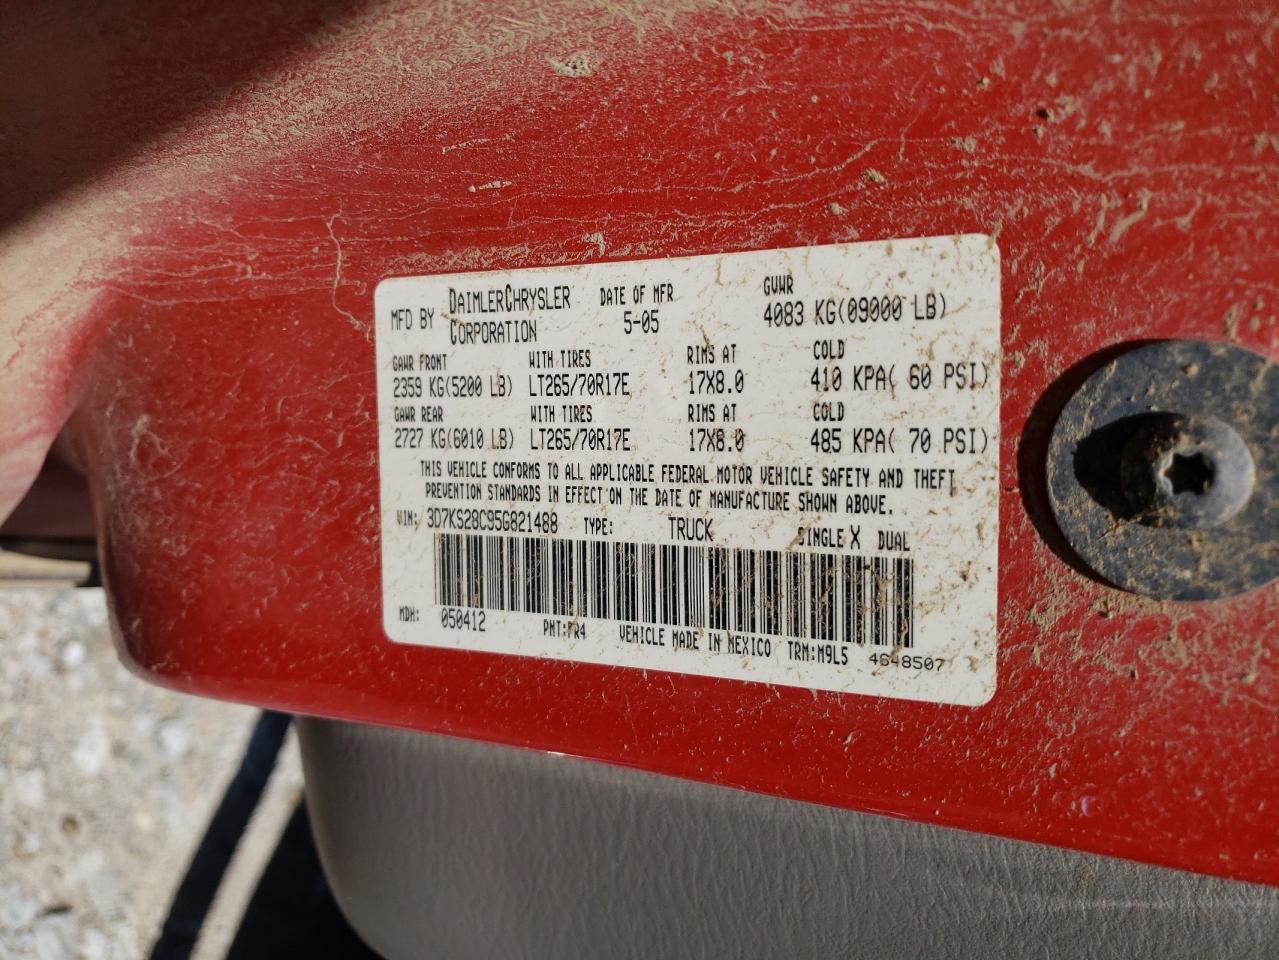 MFD BY DAIMLERCHRYSLER CORPORATION DATE OF MFR 5-05 GVWR 4083 KG(09000 LB)
GAWR FRONT WITH TIRES RIMS AT COLD
2359 KG(5200 LB) LT265/70R17E 17X8.0 410 KPA( 60 PSI)
GAWR REAR WITH TIRES RIMS AT COLD
2727 KG(6010 LB) LT265/70R17E 17X8.0 485 KPA( 70 PSI)
THIS VEHICLE CONFORMS TO ALL APPLICABLE FEDERAL MOTOR VEHICLE SAFETY AND THEFT
PREVENTION STANDARDS IN EFFECT ON THE DATE OF MANUFACTURE SHOWN ABOVE.
VIN: 3D7KS28C95G821488 TYPE: TRUCK SINGLE X DUAL
MDH: 050412 PNT:PR4 VEHICLE MADE IN MEXICO TRM:M9L5 4648507